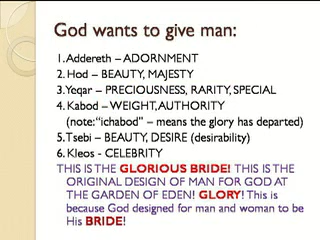 God wants to give man:
1. Addereth – ADORNMENT
2. Hod – BEAUTY, MAJESTY
3. Yeqar – PRECIOUSNESS, RARITY, SPECIAL
4. Kabod – WEIGHT, AUTHORITY
(note: "ichabod" – means the glory has departed)
5. Tsebi – BEAUTY, DESIRE (desirability)
6. Kleos - CELEBRITY
THIS IS THE GLORIOUS BRIDE! THIS IS THE
ORIGINAL DESIGN OF MAN FOR GOD AT
THE GARDEN OF EDEN! GLORY! This is
because God designed for man and woman to be
His BRIDE!